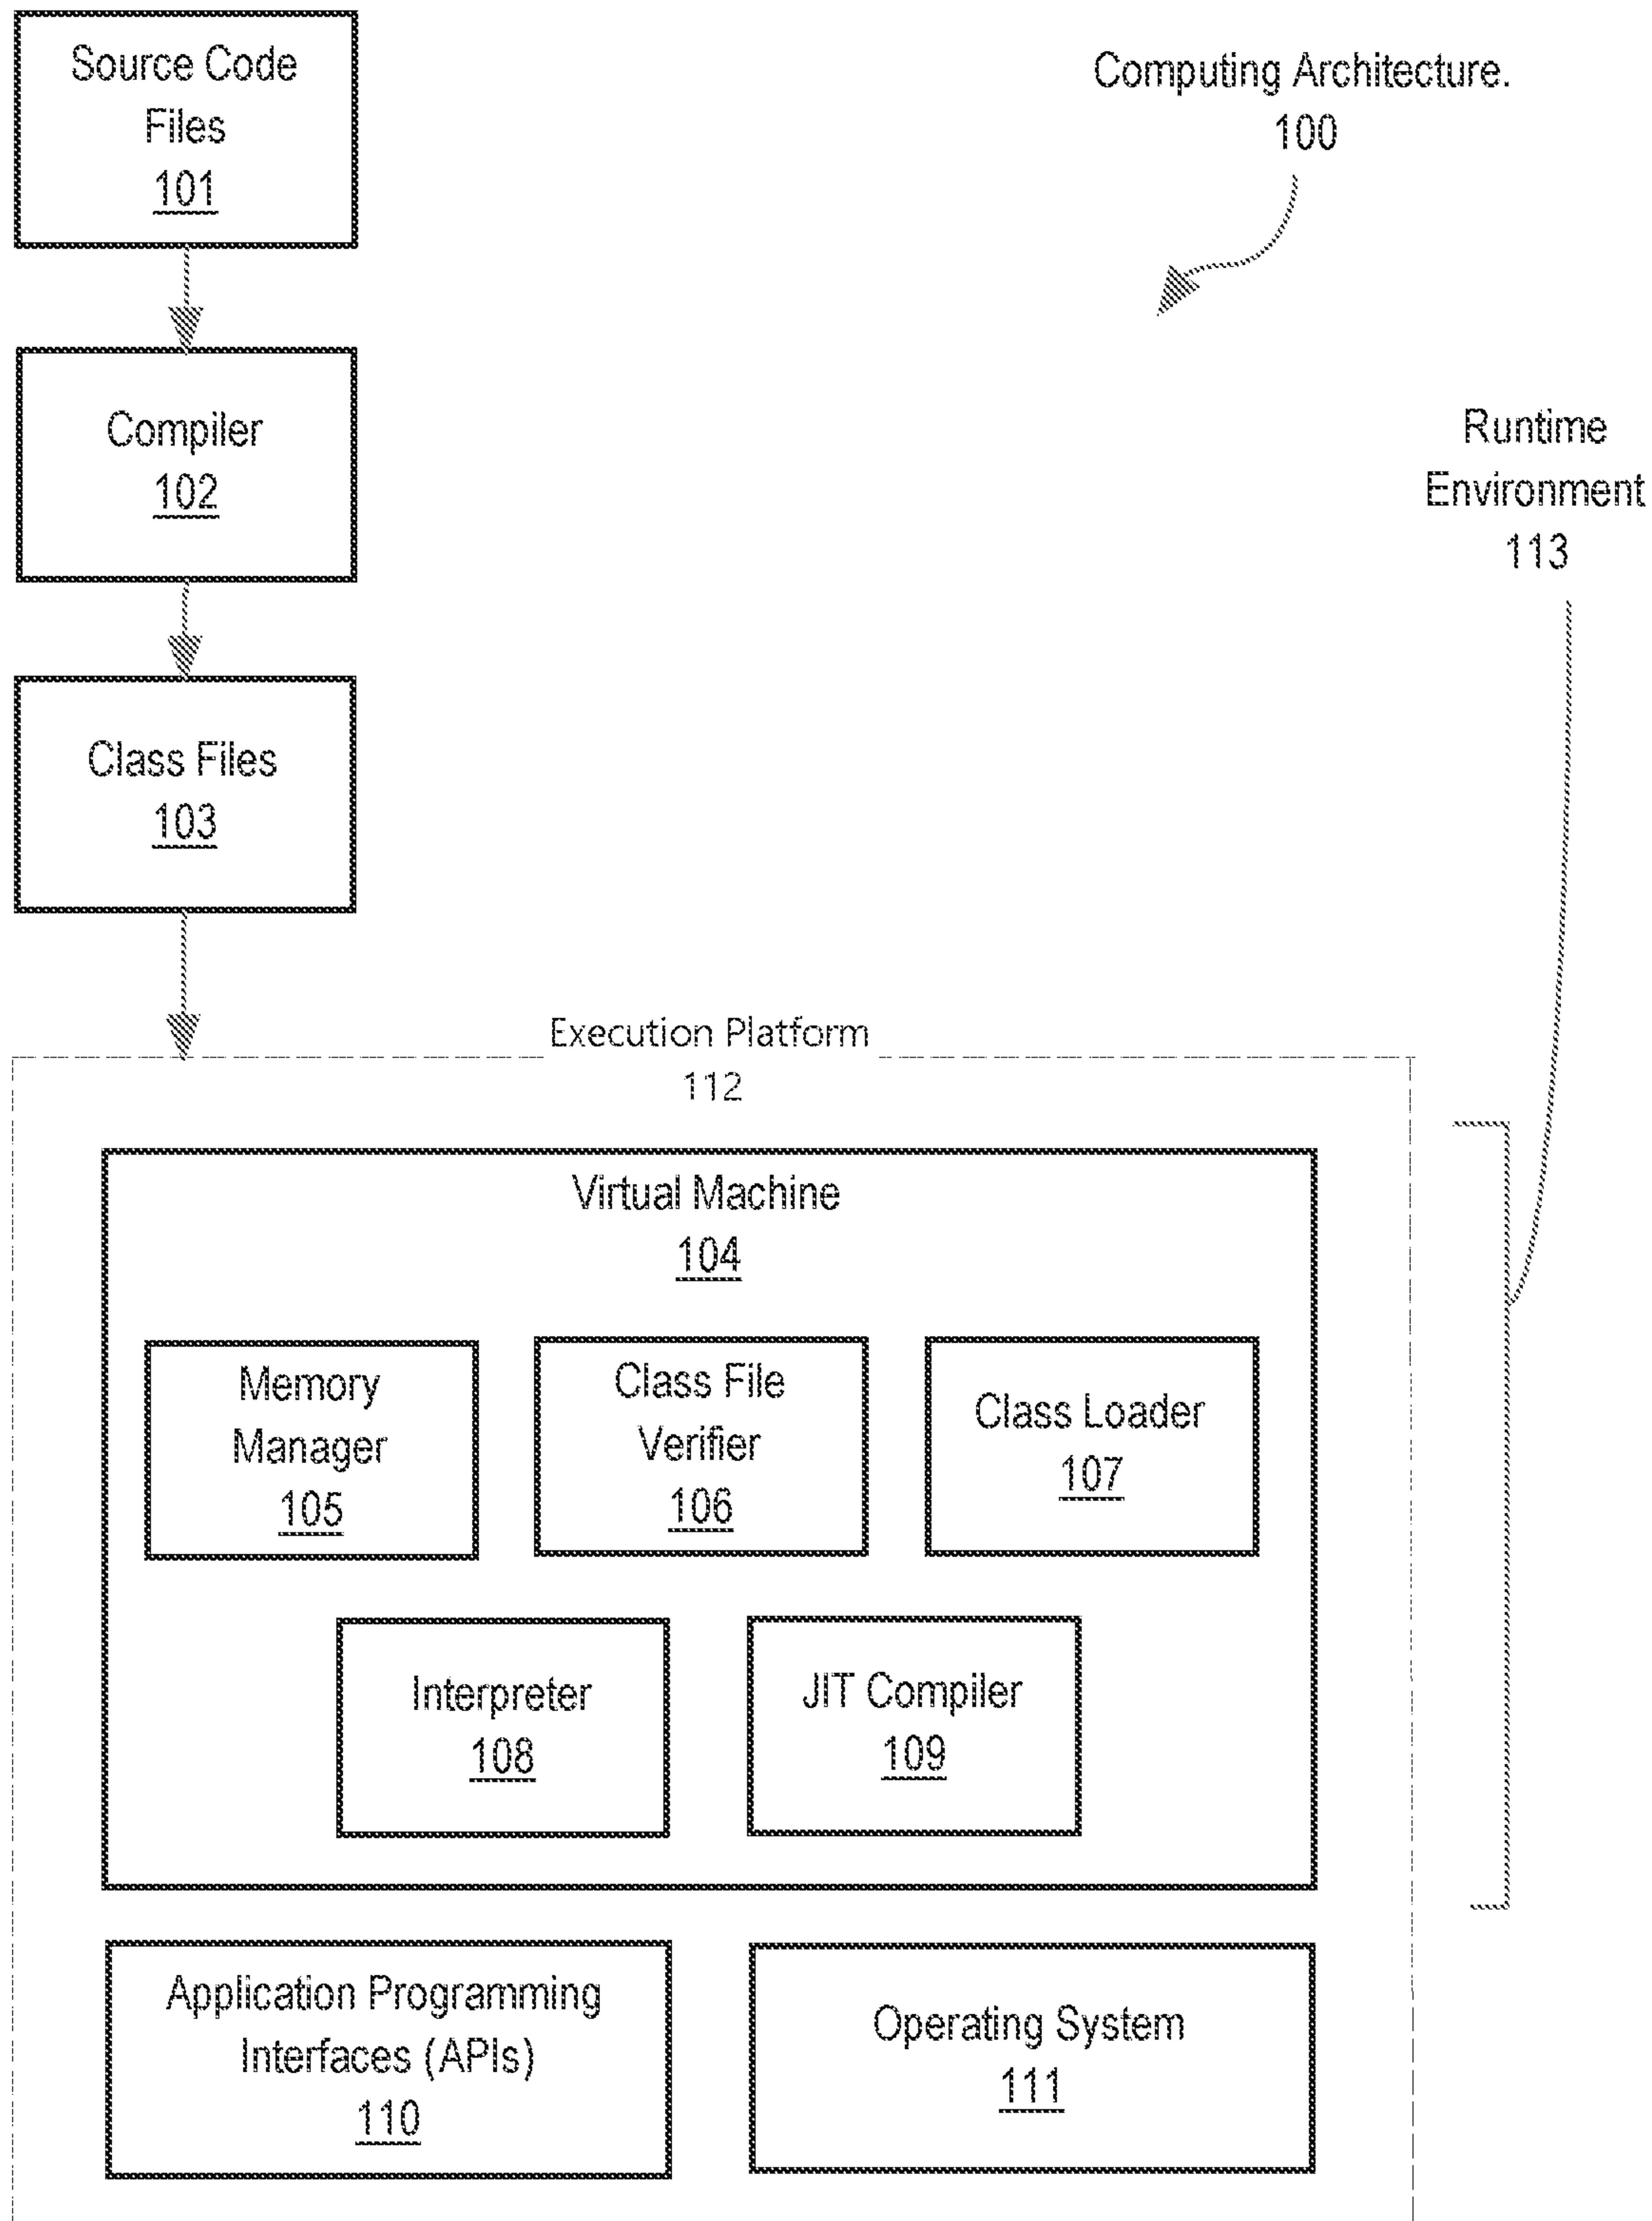 Source Code
Files
101
Computing Architecture.
100
Compiler
102
Runtime
Environment
113
Class Files
103
Execution Platform
112
Virtual Machine
104
Memory
Manager
105
Class File
Verifier
106
Class Loader
107
Interpreter
108
JIT Compiler
109
Application Programming
Interfaces (APIs)
110
Operating System
111